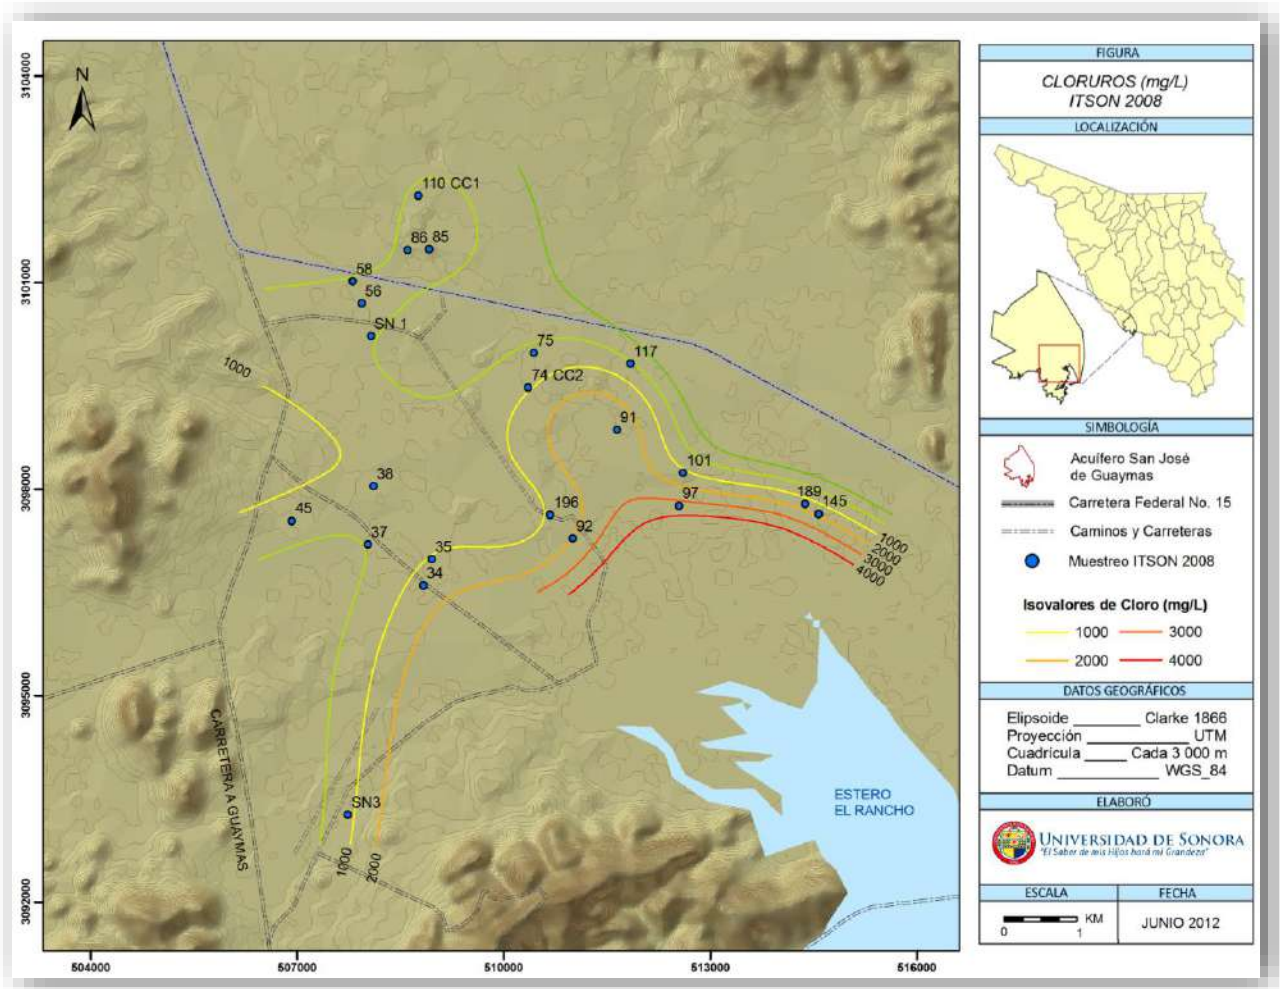 3104000
3101000
3098000
3095000
3092000
N
110 CC1
86
85
58
56
SN 1
75
117
74 CC2
1000
91
101
38
97
189
145
45
196
92
37
35
34
1000
2000
3000
4000
CARRETERA A GUAYMAS
SN3
1000
2000
ESTERO
EL RANCHO
504000
507000
510000
513000
516000
FIGURA
CLORUROS (mg/L)
ITSON 2008
LOCALIZACIÓN
SIMBOLOGÍA
Acuífero San José
de Guaymas
Carretera Federal No. 15
Caminos y Carreteras
Muestreo ITSON 2008
Isovalores de Cloro (mg/L)
1000 3000
2000 4000
DATOS GEOGRÁFICOS
Elipsoide ________ Clarke 1866
Proyección ____________ UTM
Cuadrícula _____ Cada 3 000 m
Datum ____________ WGS_84
ELABORÓ
UNIVERSIDAD DE SONORA
"El Saber de mis Hijos hará mi Grandeza"
ESCALA FECHA
KM
0 1
JUNIO 2012